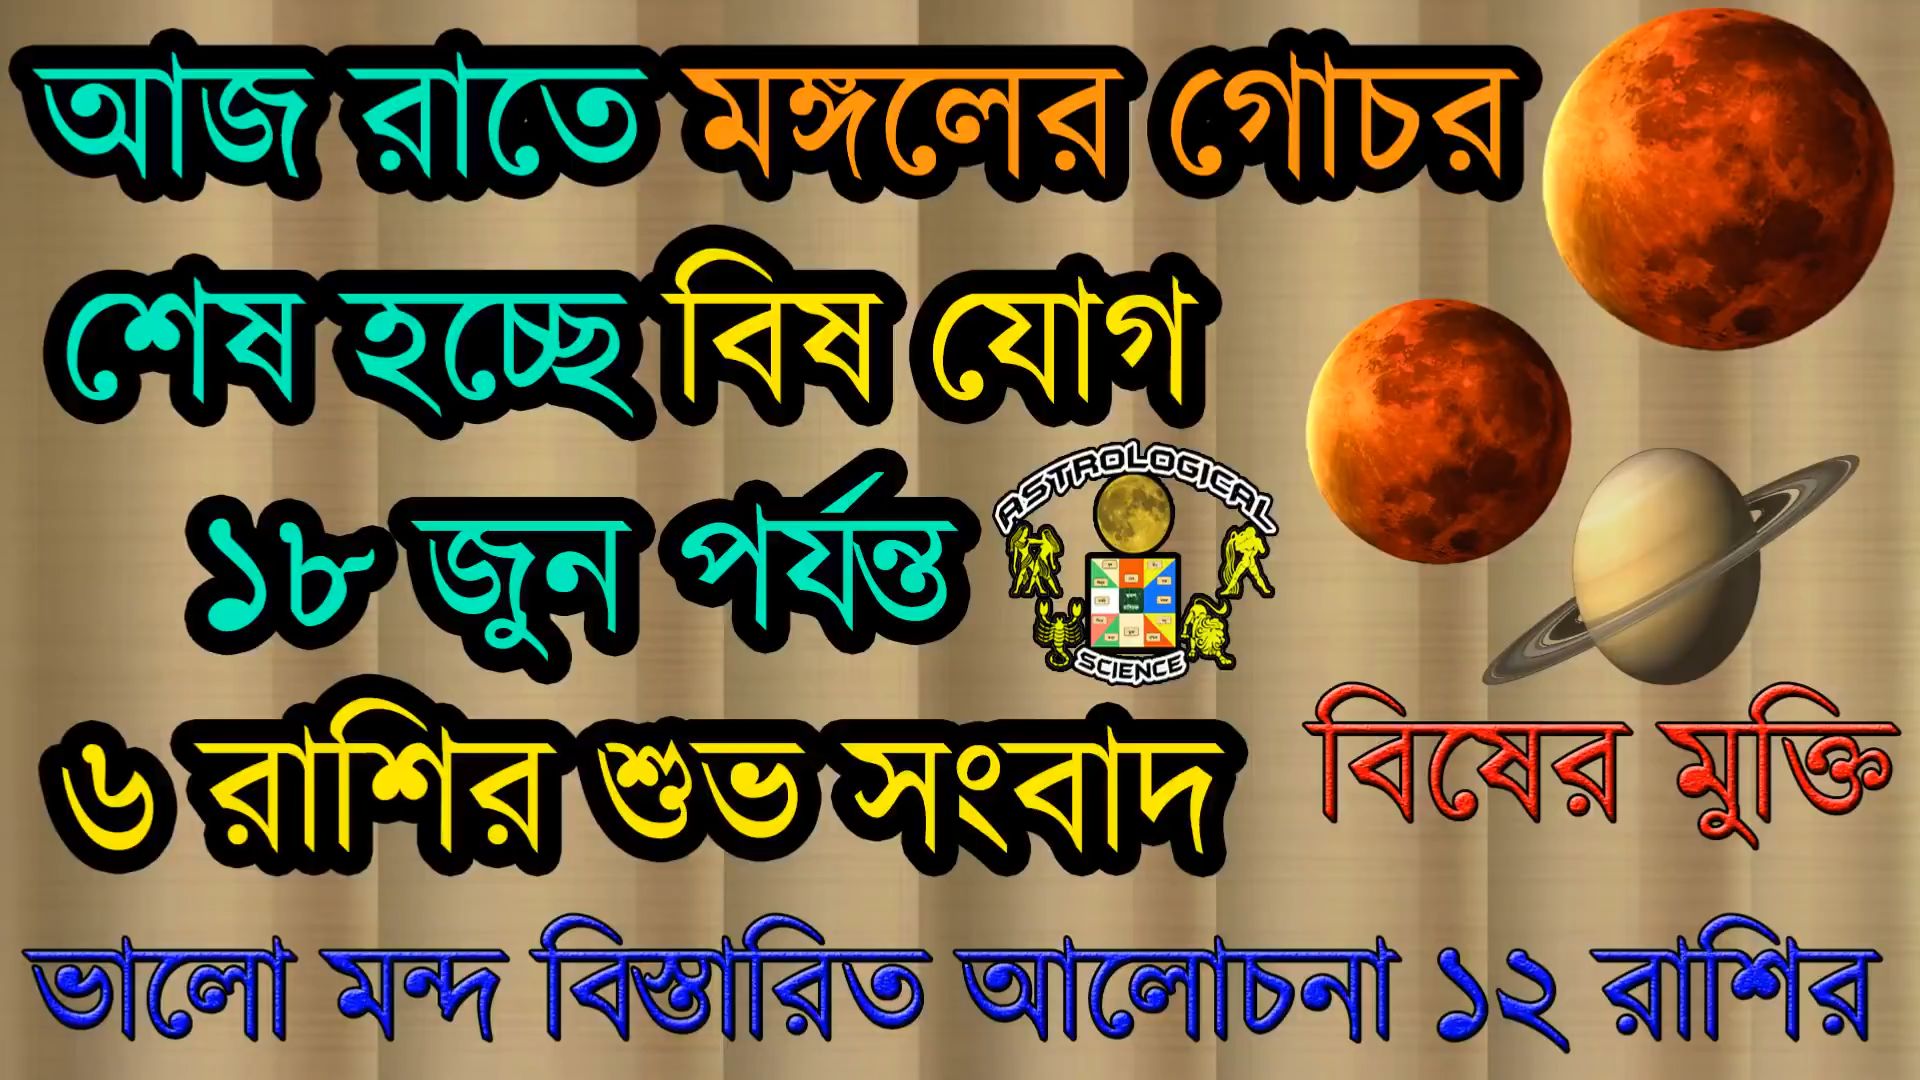 আজ রাতে মঙ্গলের গোচর
শেষ হচ্ছে বিষ যোগ
১৮ জুন পর্যন্ত
ASTROLOGICAL
SCIENCE
৬ রাশির শুভ সংবাদ
বিষের মুক্তি
ভালো মন্দ বিস্তারিত আলোচনা ১২ রাশির